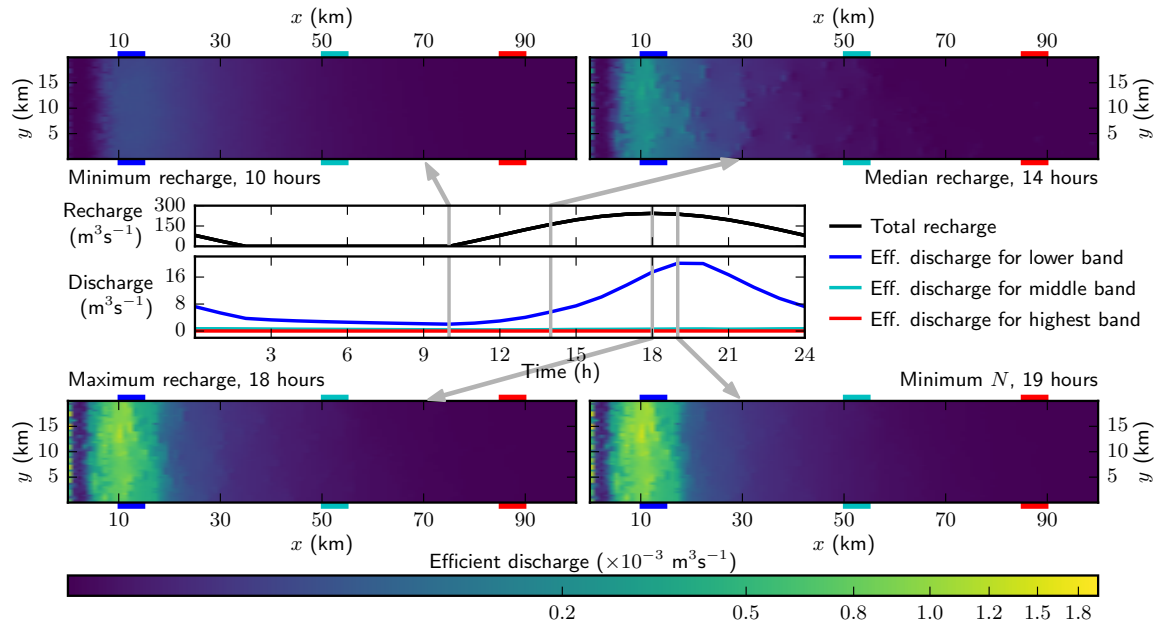 x (km)
x (km)
10 30 50 70 90
10 30 50 70 90
y (km)
15
10
5
15
10
5
y (km)
Minimum recharge, 10 hours
Median recharge, 14 hours
Recharge
(m³s⁻¹)
300
150
0
Discharge
(m³s⁻¹)
16
8
0
3 6 9 12 15 18 21 24
Time (h)
Total recharge
Eff. discharge for lower band
Eff. discharge for middle band
Eff. discharge for highest band
Maximum recharge, 18 hours
Minimum N, 19 hours
y (km)
15
10
5
15
10
5
y (km)
10 30 50 70 90
10 30 50 70 90
x (km)
x (km)
Efficient discharge (×10⁻³ m³s⁻¹)
0.2 0.5 0.8 1.0 1.2 1.5 1.8